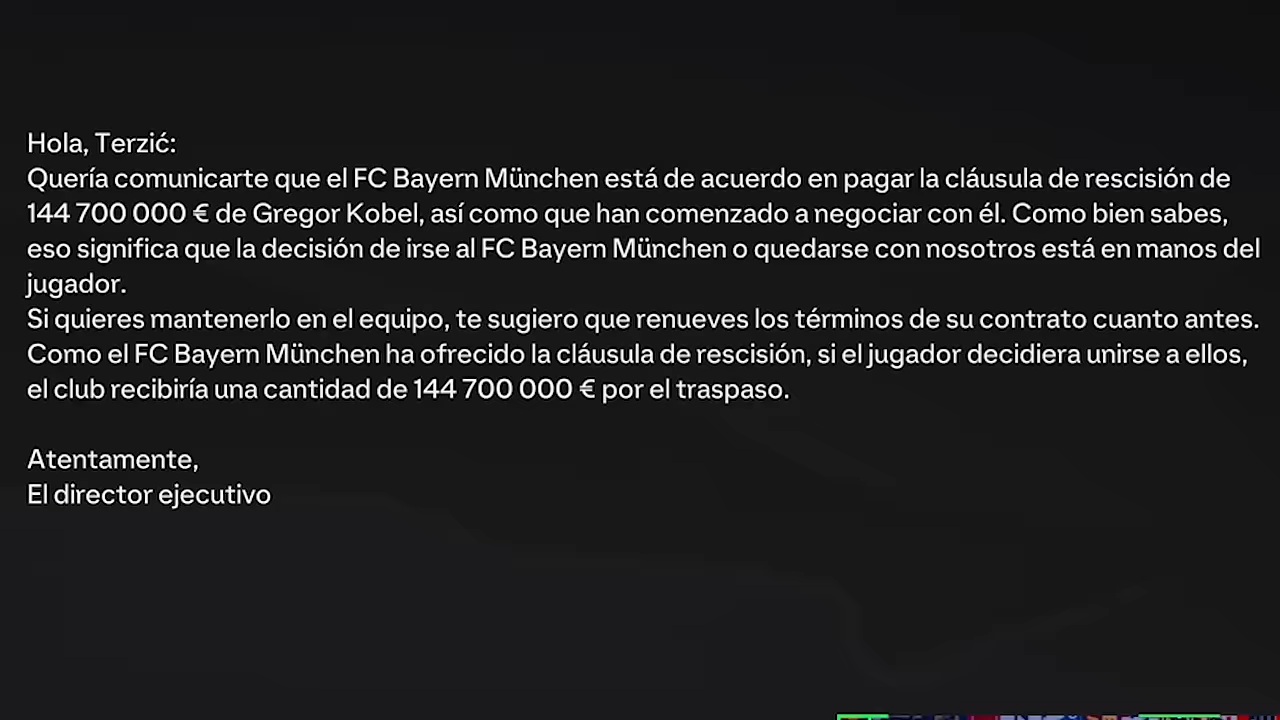 Hola, Terzić:
Quería comunicarte que el FC Bayern München está de acuerdo en pagar la cláusula de rescisión de
144 700 000 € de Gregor Kobel, así como que han comenzado a negociar con él. Como bien sabes,
eso significa que la decisión de irse al FC Bayern München o quedarse con nosotros está en manos del
jugador.
Si quieres mantenerlo en el equipo, te sugiero que renueves los términos de su contrato cuanto antes.
Como el FC Bayern München ha ofrecido la cláusula de rescisión, si el jugador decidiera unirse a ellos,
el club recibiría una cantidad de 144 700 000 € por el traspaso.
Atentamente,
El director ejecutivo